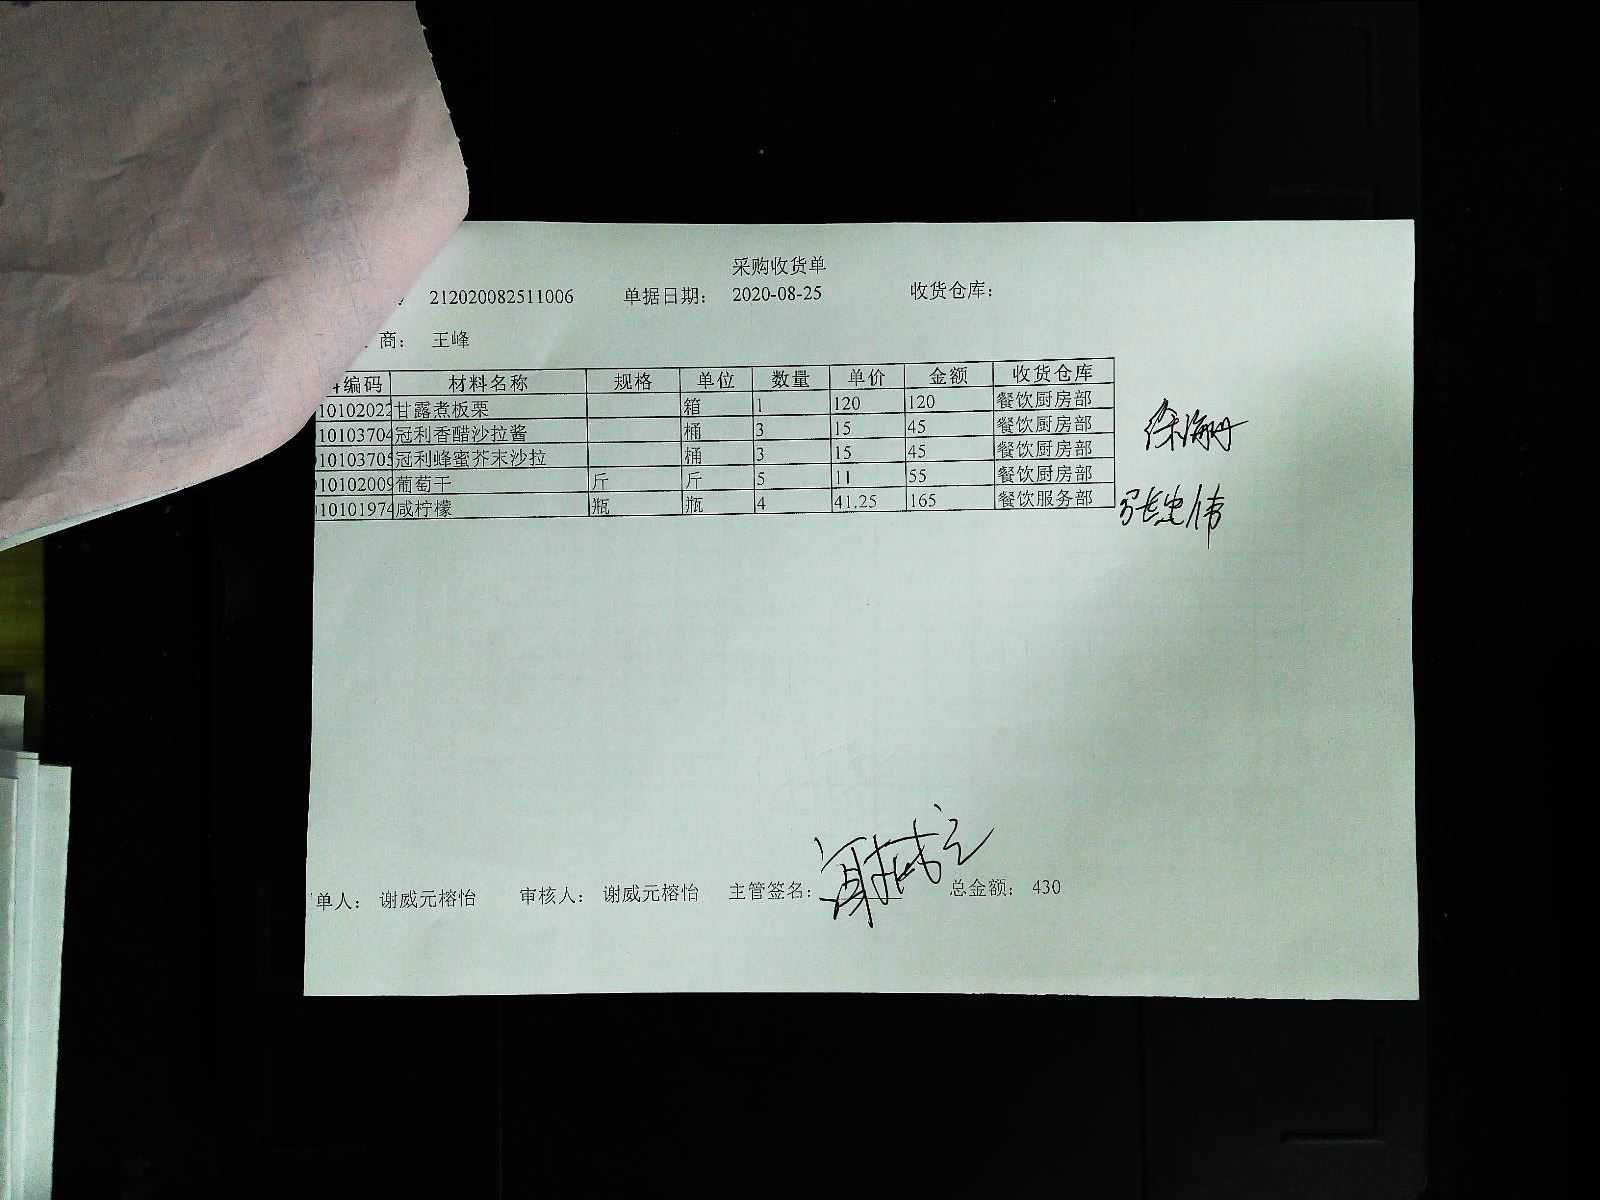 采购收货单
212020082511006 单据日期： 2020-08-25 收货仓库：
商： 王峰
编码 材料名称 规格 单位 数量 单价 金额 收货仓库
10102022 甘露煮板栗 箱 1 120 120 餐饮厨房部
10103704 冠利香醋沙拉酱 桶 3 15 45 餐饮厨房部
10103705 冠利蜂蜜芥末沙拉 桶 3 15 45 餐饮厨房部
10102009 葡萄干 斤 斤 5 11 55 餐饮厨房部
10101974 咸柠檬 瓶 瓶 4 41.25 165 餐饮服务部
张忠伟
单人： 谢威元榕怡 审核人： 谢威元榕怡 主管签名： 谢威元 总金额： 430